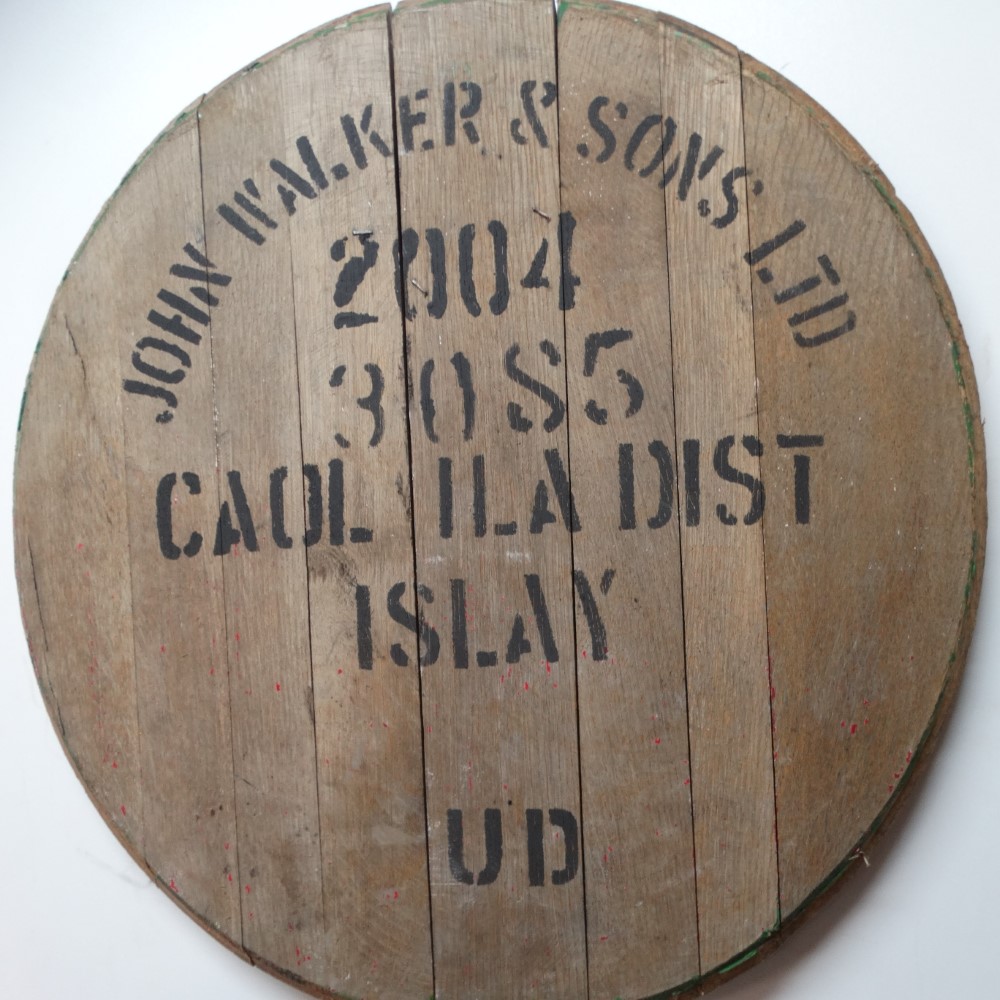 JOHN WALKER & SONS LTD
2004
30S5
CAOL ILA DIST
ISLAY
UD